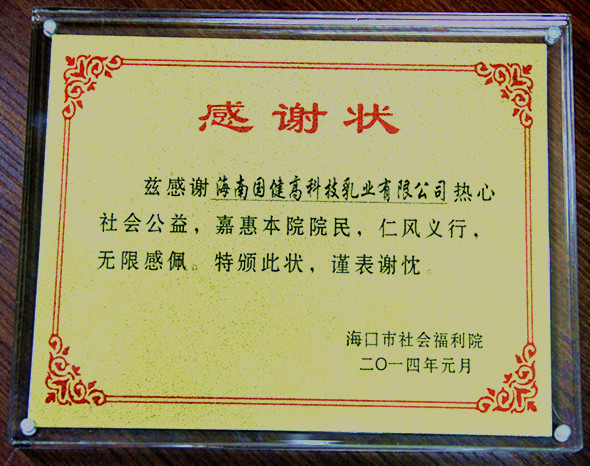 感谢状
兹感谢海南国健高科技乳业有限公司热心
社会公益，嘉惠本院院民，仁风义行，
无限感佩。特颁此状，谨表谢忱。
海口市社会福利院
二〇一四年元月